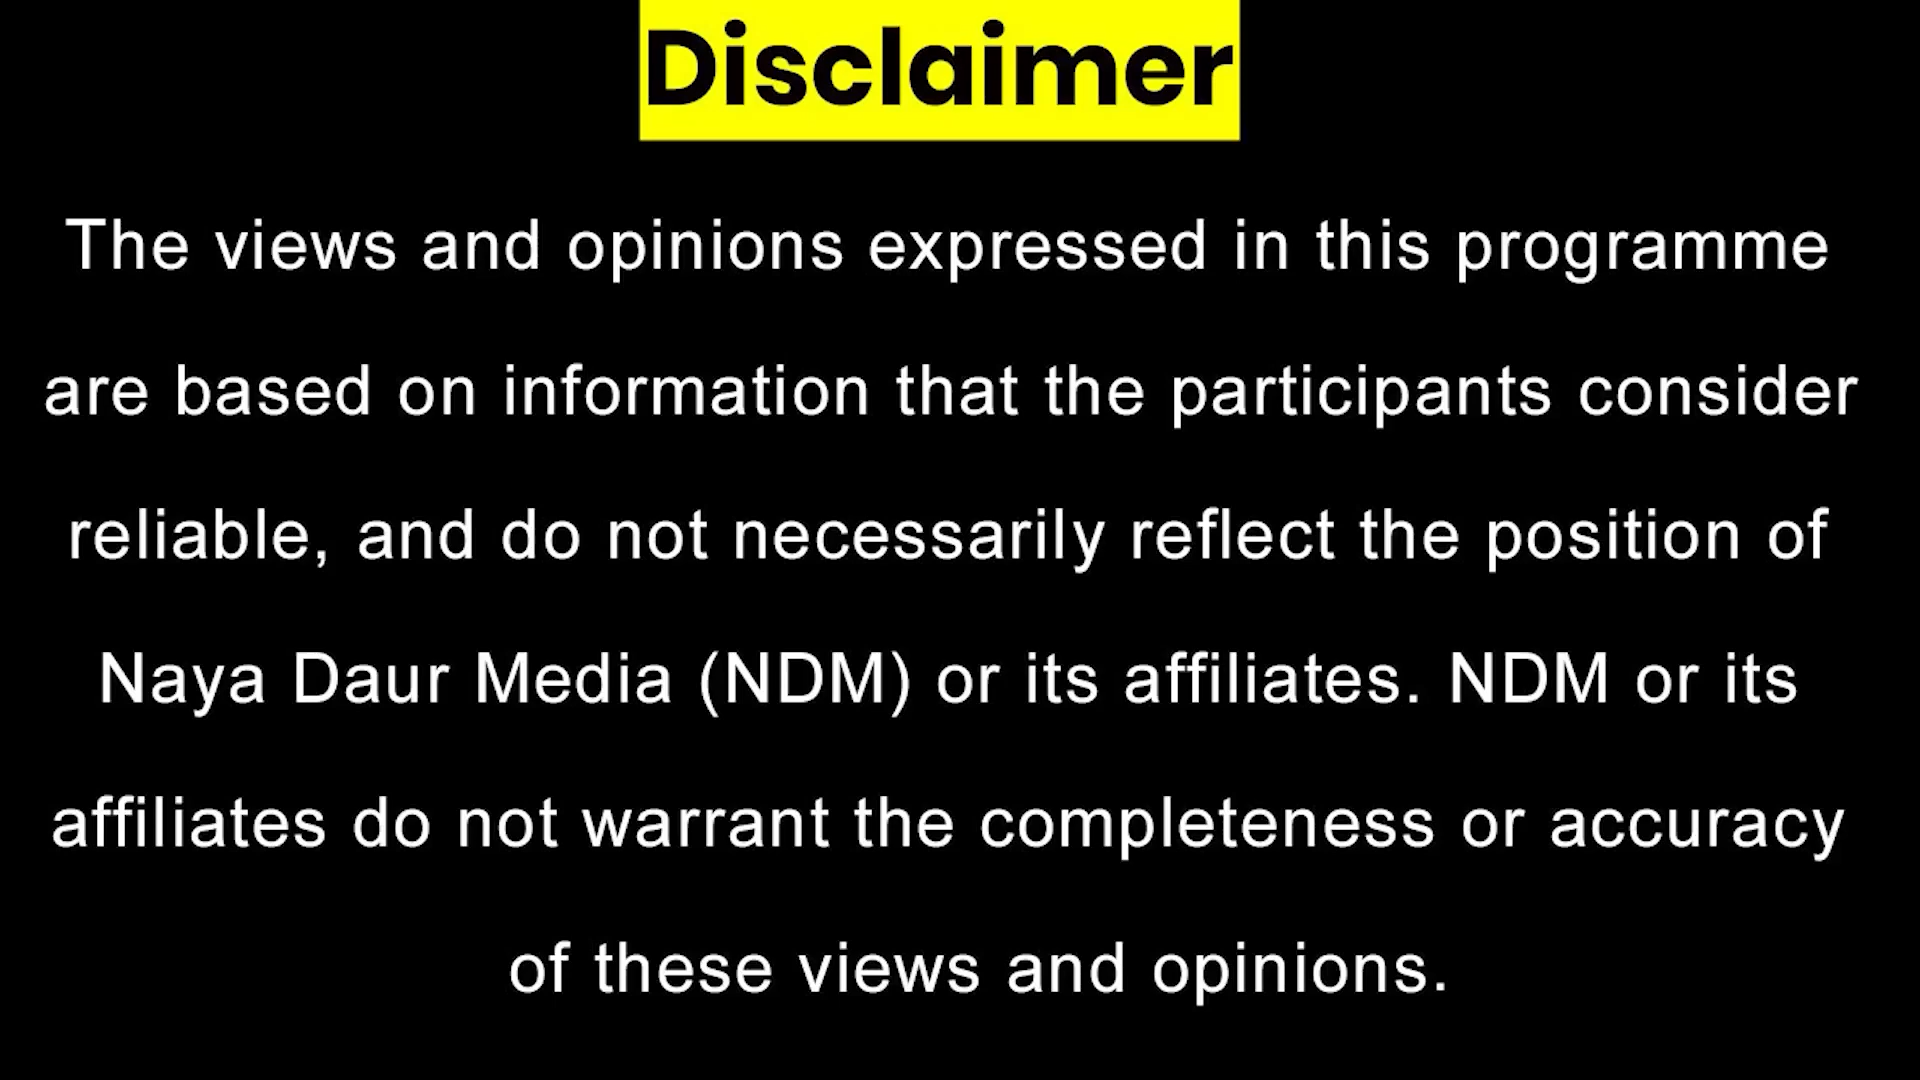 Disclaimer
The views and opinions expressed in this programme
are based on information that the participants consider
reliable, and do not necessarily reflect the position of
Naya Daur Media (NDM) or its affiliates. NDM or its
affiliates do not warrant the completeness or accuracy
of these views and opinions.